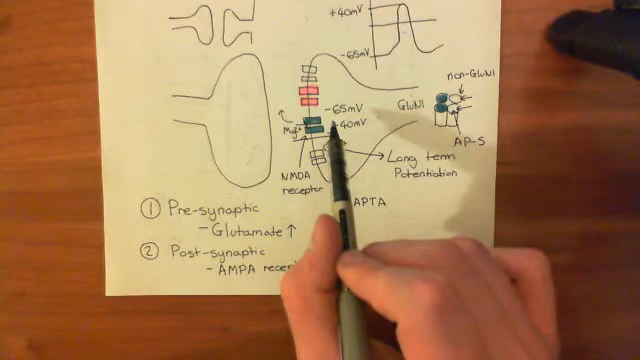 +40mV
-65mV
non-GluN1
GluN1
-65mV
+40mV
Mg²⁺
AP-5
Long term
Potentiation
NMDA
receptor
APTA
① Pre-synaptic
- Glutamate ↑
② Post-synaptic
- AMPA recep